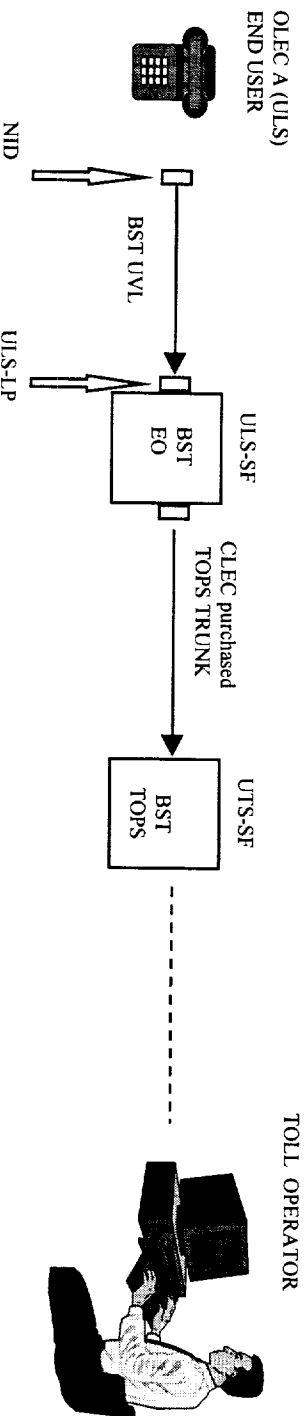 OLEC A (ULS)
END USER
NID
BST UVL
ULS-LP
ULS-SF
BST
EO
CLEC purchased
TOPS TRUNK
UTS-SF
BST
TOPS
TOLL OPERATOR